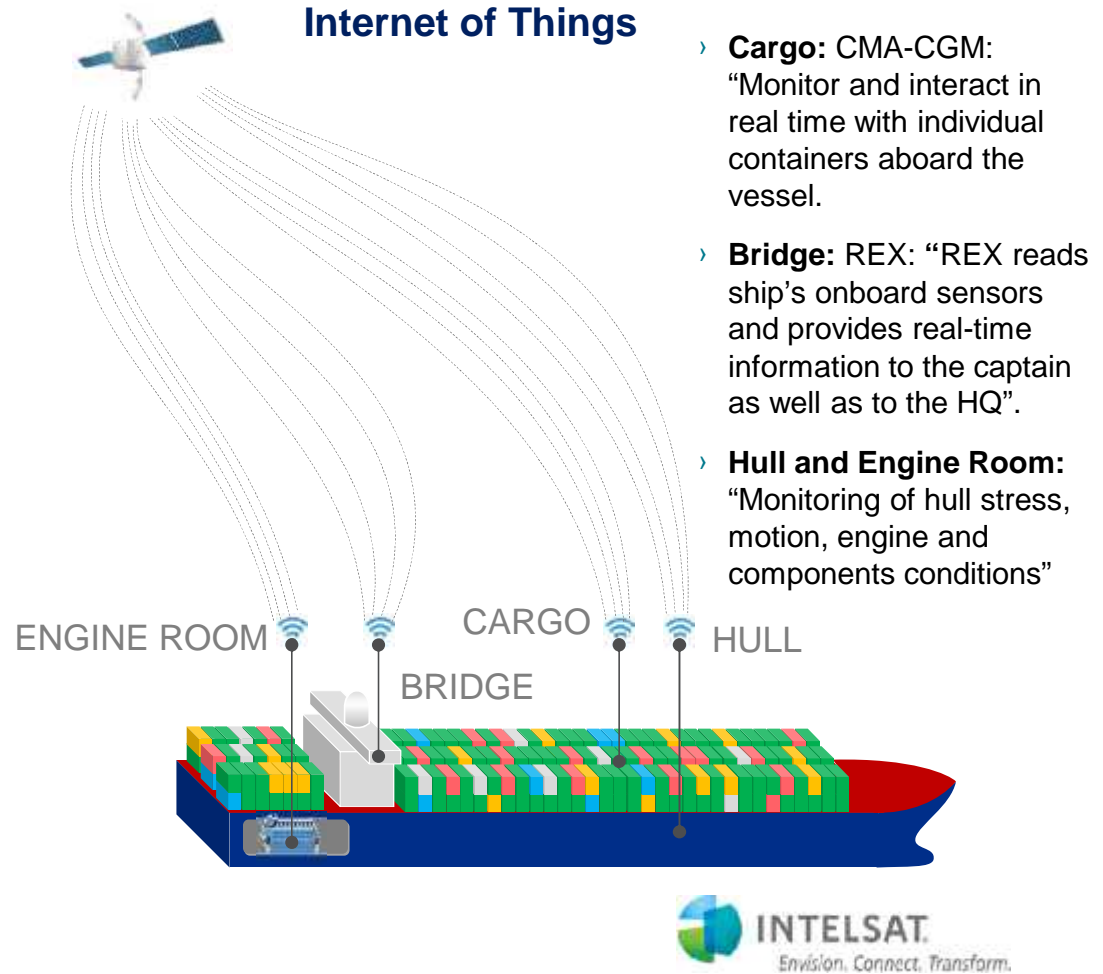 Internet of Things
› Cargo: CMA-CGM:
“Monitor and interact in
real time with individual
containers aboard the
vessel.
› Bridge: REX: “REX reads
ship’s onboard sensors
and provides real-time
information to the captain
as well as to the HQ”.
› Hull and Engine Room:
“Monitoring of hull stress,
motion, engine and
components conditions”
ENGINE ROOM
BRIDGE
CARGO
HULL
INTELSAT.
Envision. Connect. Transform.